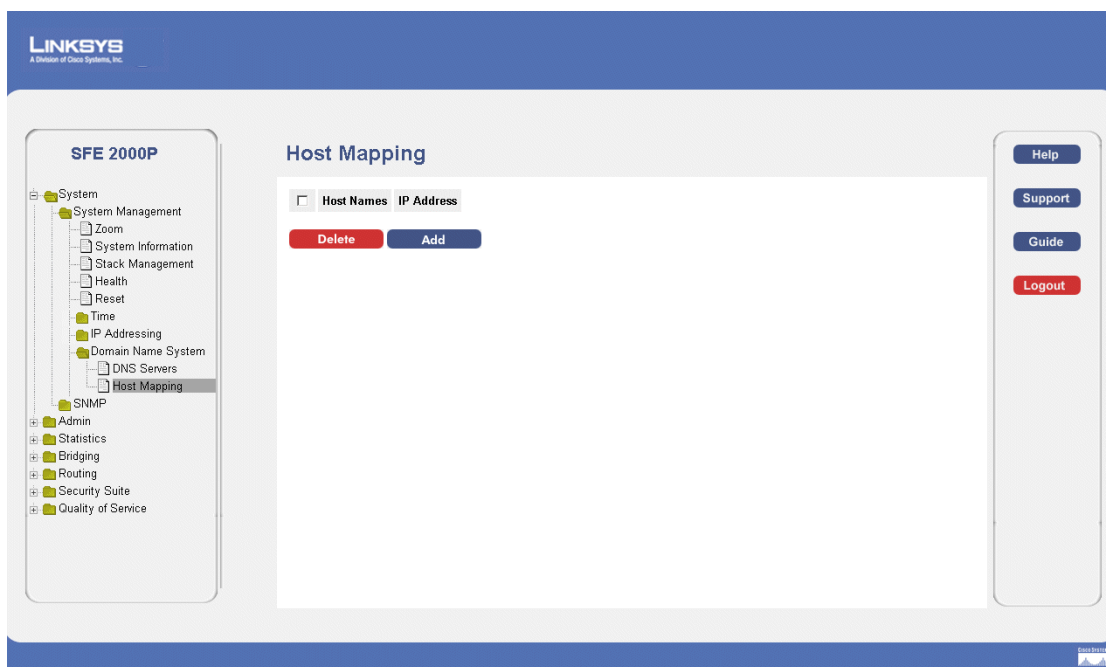 LINKSYS
A Division of Cisco Systems, Inc.
SFE 2000P
System
System Management
Zoom
System Information
Stack Management
Health
Reset
Time
IP Addressing
Domain Name System
DNS Servers
Host Mapping
SNMP
Admin
Statistics
Bridging
Routing
Security Suite
Quality of Service
Host Mapping
Host Names IP Address
Delete Add
Help
Support
Guide
Logout
CISCO SYSTEMS